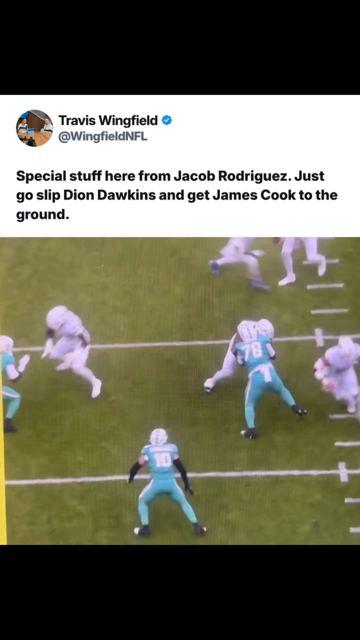 Travis Wingfield
@WingfieldNFL
Special stuff here from Jacob Rodriguez. Just
go slip Dion Dawkins and get James Cook to the
ground.
78
10